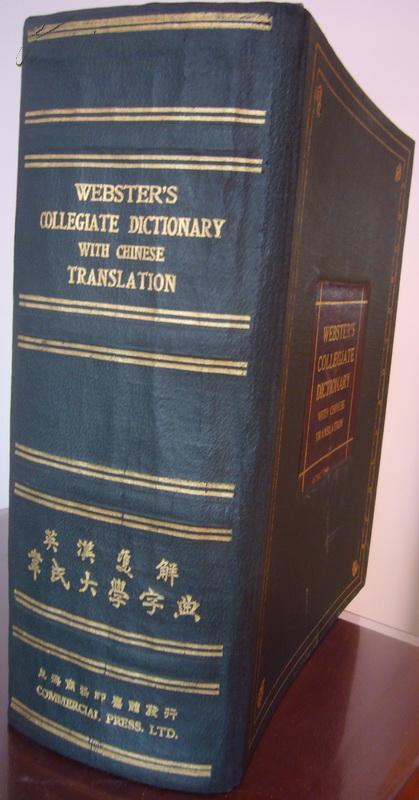 WEBSTER'S
COLLEGIATE DICTIONARY
WITH CHINESE
TRANSLATION
英漢雙解
韋氏大學字典
上海商務印書館發行
COMMERCIAL PRESS, LTD.
WEBSTER'S
COLLEGIATE
DICTIONARY
WITH CHINESE
TRANSLATION